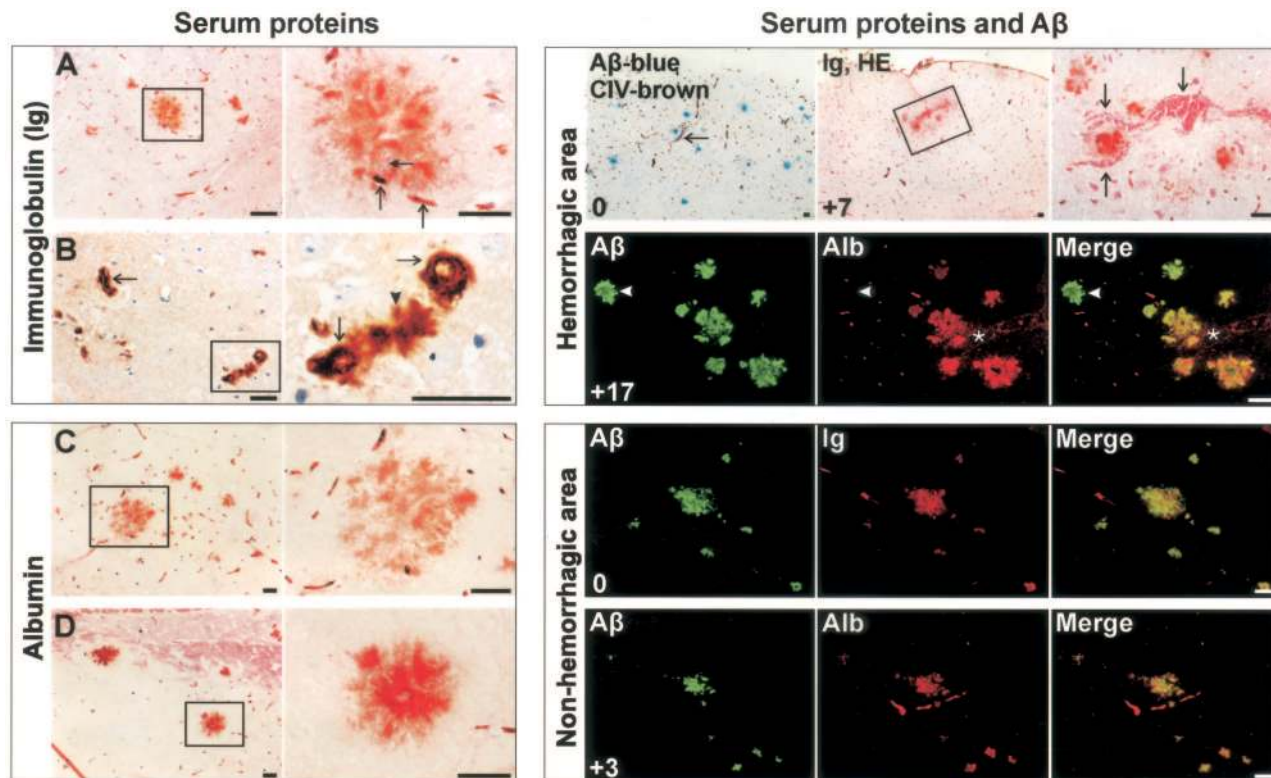 Serum proteins
Serum proteins and Aβ
Immunoglobulin (Ig)
A
B
Albumin
C
D
Hemorrhagic area
Aβ-blue
CIV-brown
0
Ig, HE
+7
Aβ
+17
Alb
*
Merge
*
Non-hemorrhagic area
Aβ
0
Ig
Merge
Aβ
+3
Alb
Merge